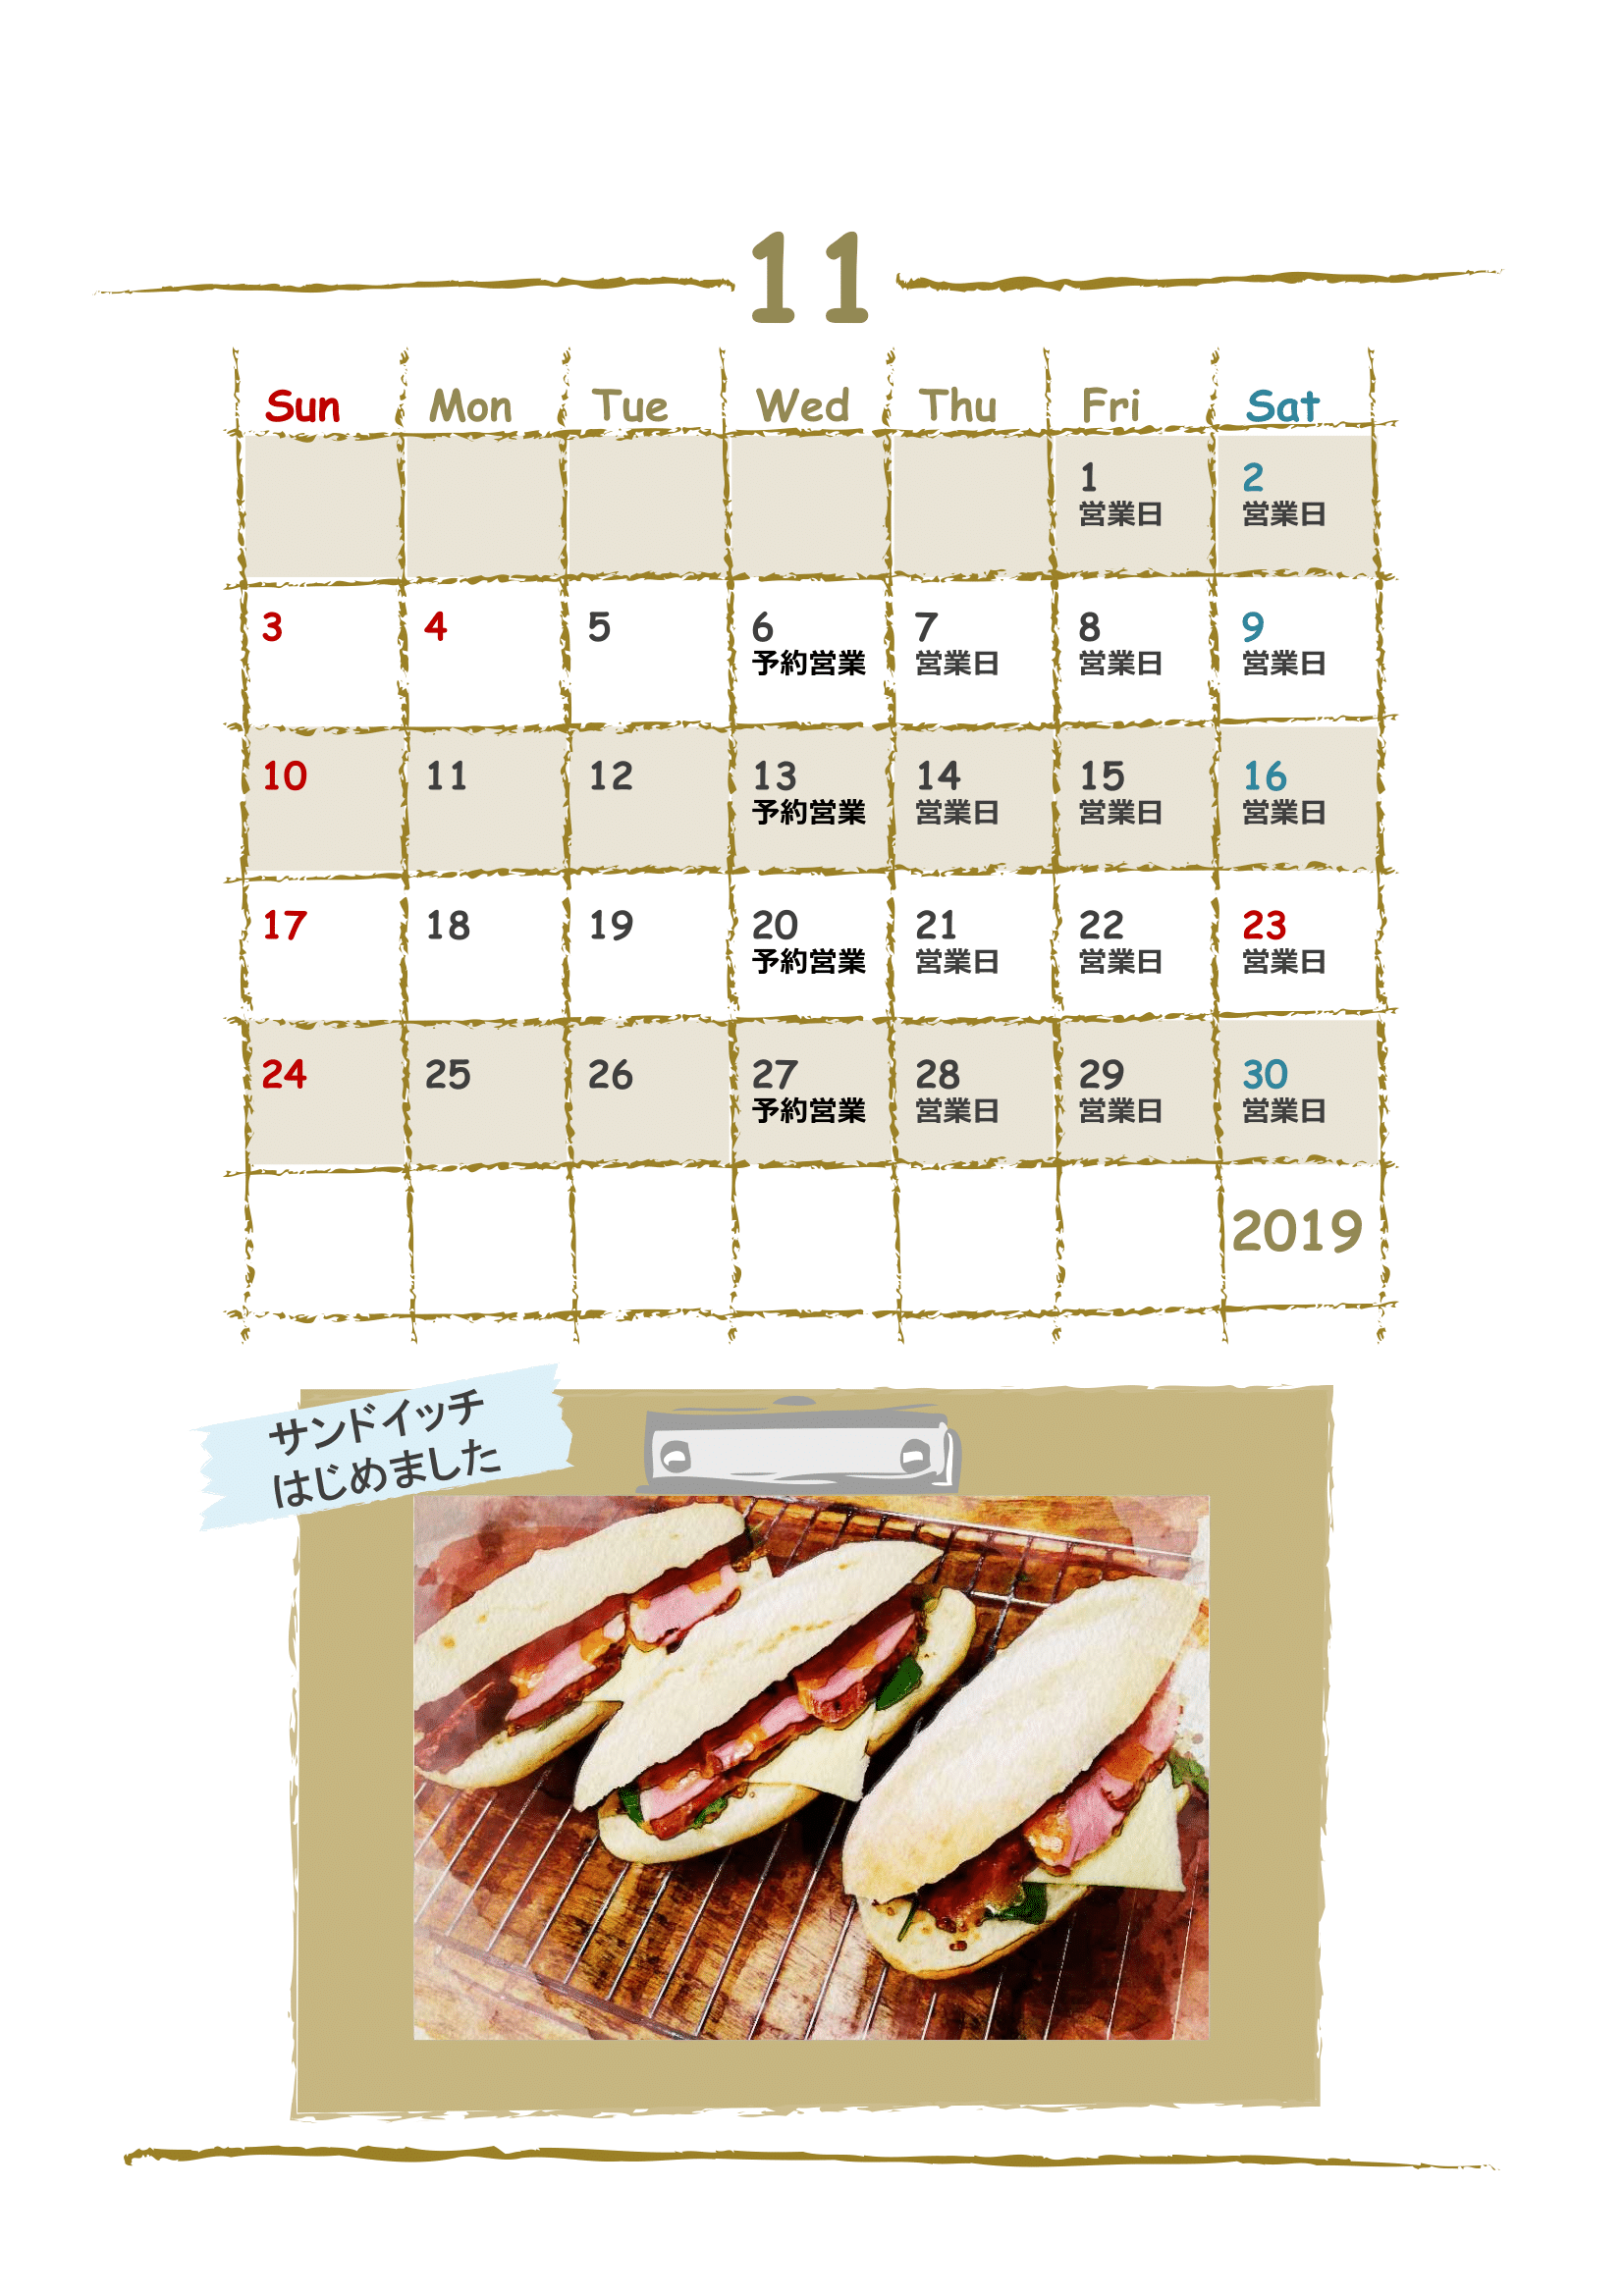 11
Sun Mon Tue Wed Thu Fri Sat
1 2
営業日 営業日
3 4 5 6 7 8 9
予約営業 営業日 営業日 営業日
10 11 12 13 14 15 16
予約営業 営業日 営業日 営業日
17 18 19 20 21 22 23
予約営業 営業日 営業日 営業日
24 25 26 27 28 29 30
予約営業 営業日 営業日 営業日
2019
サンドイッチ
はじめました